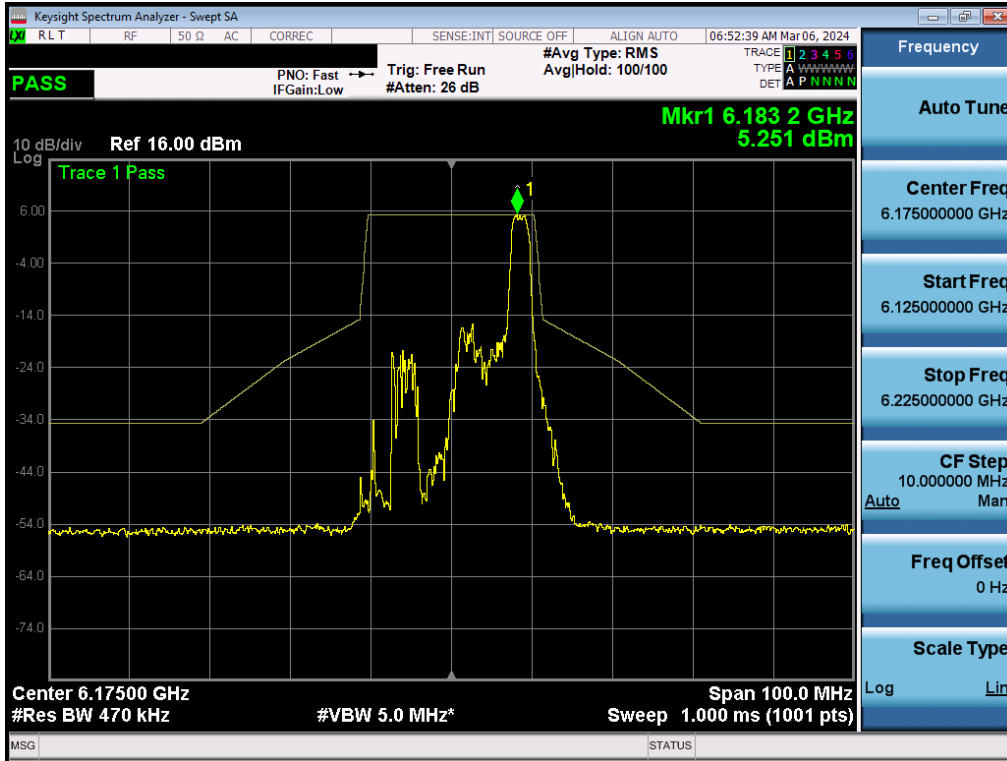 Keysight Spectrum Analyzer - Swept SA
LXI R L T RF 50 Ω AC CORREC SENSE:INT SOURCE OFF ALIGN AUTO 06:52:39 AM Mar 06, 2024
PASS
PNO: Fast
IFGain:Low
Trig: Free Run
#Atten: 26 dB
#Avg Type: RMS
Avg|Hold: 100/100
TRACE 1 2 3 4 5 6
TYPE A WWWWW
DET A P N N N N
Mkr1 6.183 2 GHz
5.251 dBm
10 dB/div Ref 16.00 dBm
Log
Trace 1 Pass
1
6.00
-4.00
-14.0
-24.0
-34.0
-44.0
-54.0
-64.0
-74.0
Center 6.17500 GHz Span 100.0 MHz
#Res BW 470 kHz #VBW 5.0 MHz* Sweep 1.000 ms (1001 pts)
MSG STATUS
Frequency
Auto Tune
Center Freq
6.175000000 GHz
Start Freq
6.125000000 GHz
Stop Freq
6.225000000 GHz
CF Step
10.000000 MHz
Auto Man
Freq Offset
0 Hz
Scale Type
Log Lin